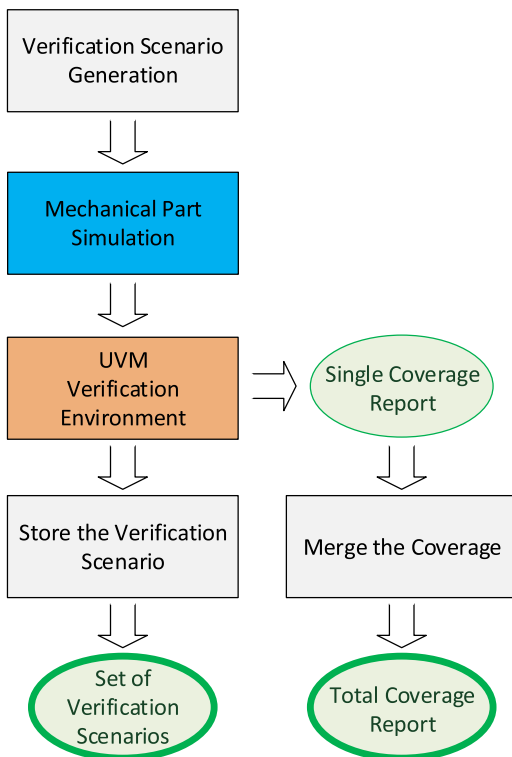 Verification Scenario
Generation
Mechanical Part
Simulation
UVM
Verification
Environment
Single Coverage
Report
Store the Verification
Scenario
Merge the Coverage
Set of
Verification
Scenarios
Total Coverage
Report